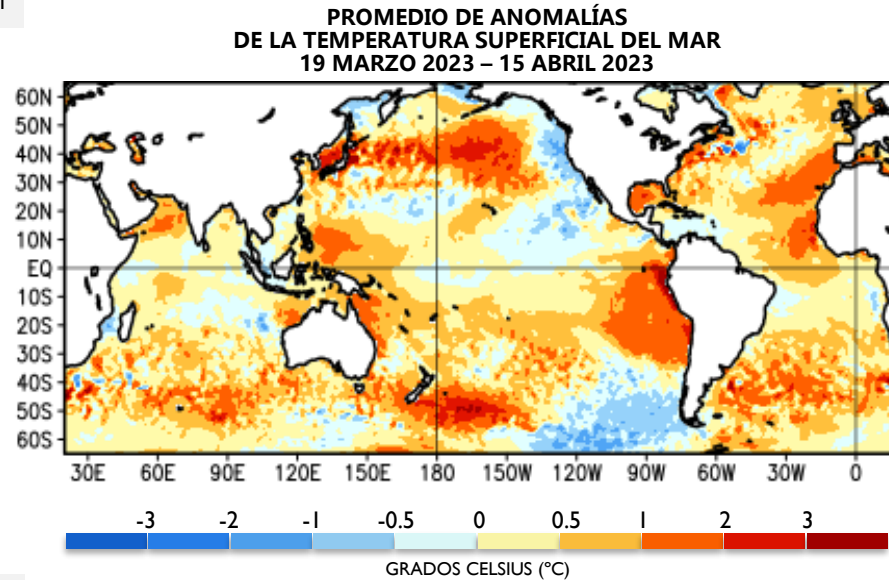 PROMEDIO DE ANOMALÍAS
DE LA TEMPERATURA SUPERFICIAL DEL MAR
19 MARZO 2023 – 15 ABRIL 2023
60N
50N
40N
30N
20N
10N
EQ
10S
20S
30S
40S
50S
60S
30E 60E 90E 120E 150E 180 150W 120W 90W 60W 30W 0
-3 -2 -1 -0.5 0 0.5 1 2 3
GRADOS CELSIUS (°C)